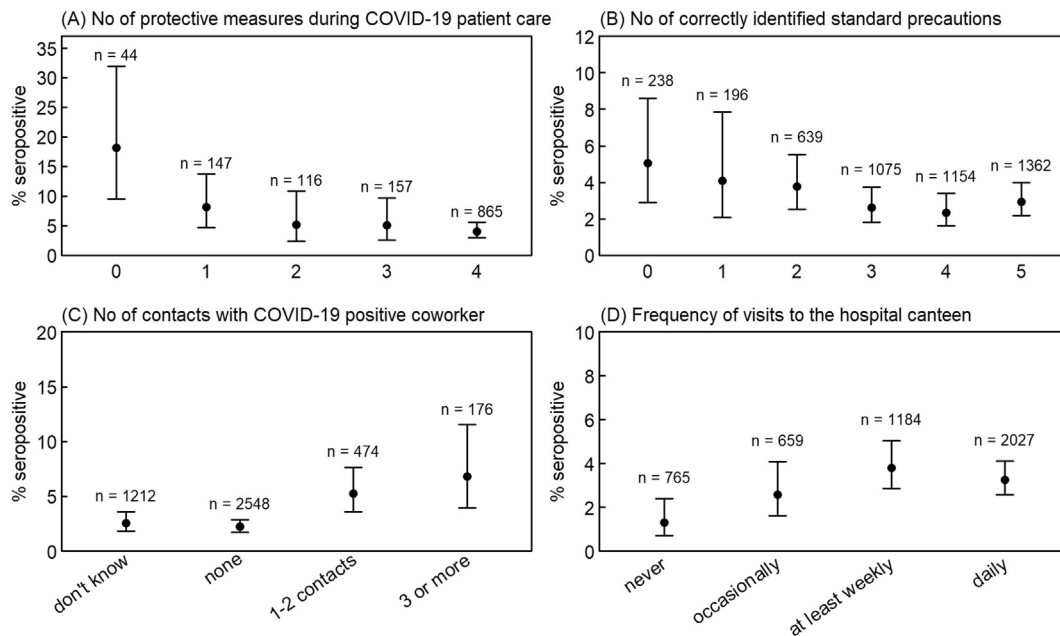 (A) No of protective measures during COVID-19 patient care
% seropositive
35
30
25
20
15
10
5
0
n = 44
n = 147
n = 116
n = 157
n = 865
0 1 2 3 4
(B) No of correctly identified standard precautions
% seropositive
12
10
8
6
4
2
0
n = 238
n = 196
n = 639
n = 1075
n = 1154
n = 1362
0 1 2 3 4 5
(C) No of contacts with COVID-19 positive coworker
% seropositive
20
15
10
5
0
n = 1212
n = 2548
n = 474
n = 176
don't know
none
1-2 contacts
3 or more
(D) Frequency of visits to the hospital canteen
% seropositive
10
8
6
4
2
0
n = 765
n = 659
n = 1184
n = 2027
never
occasionally
at least weekly
daily